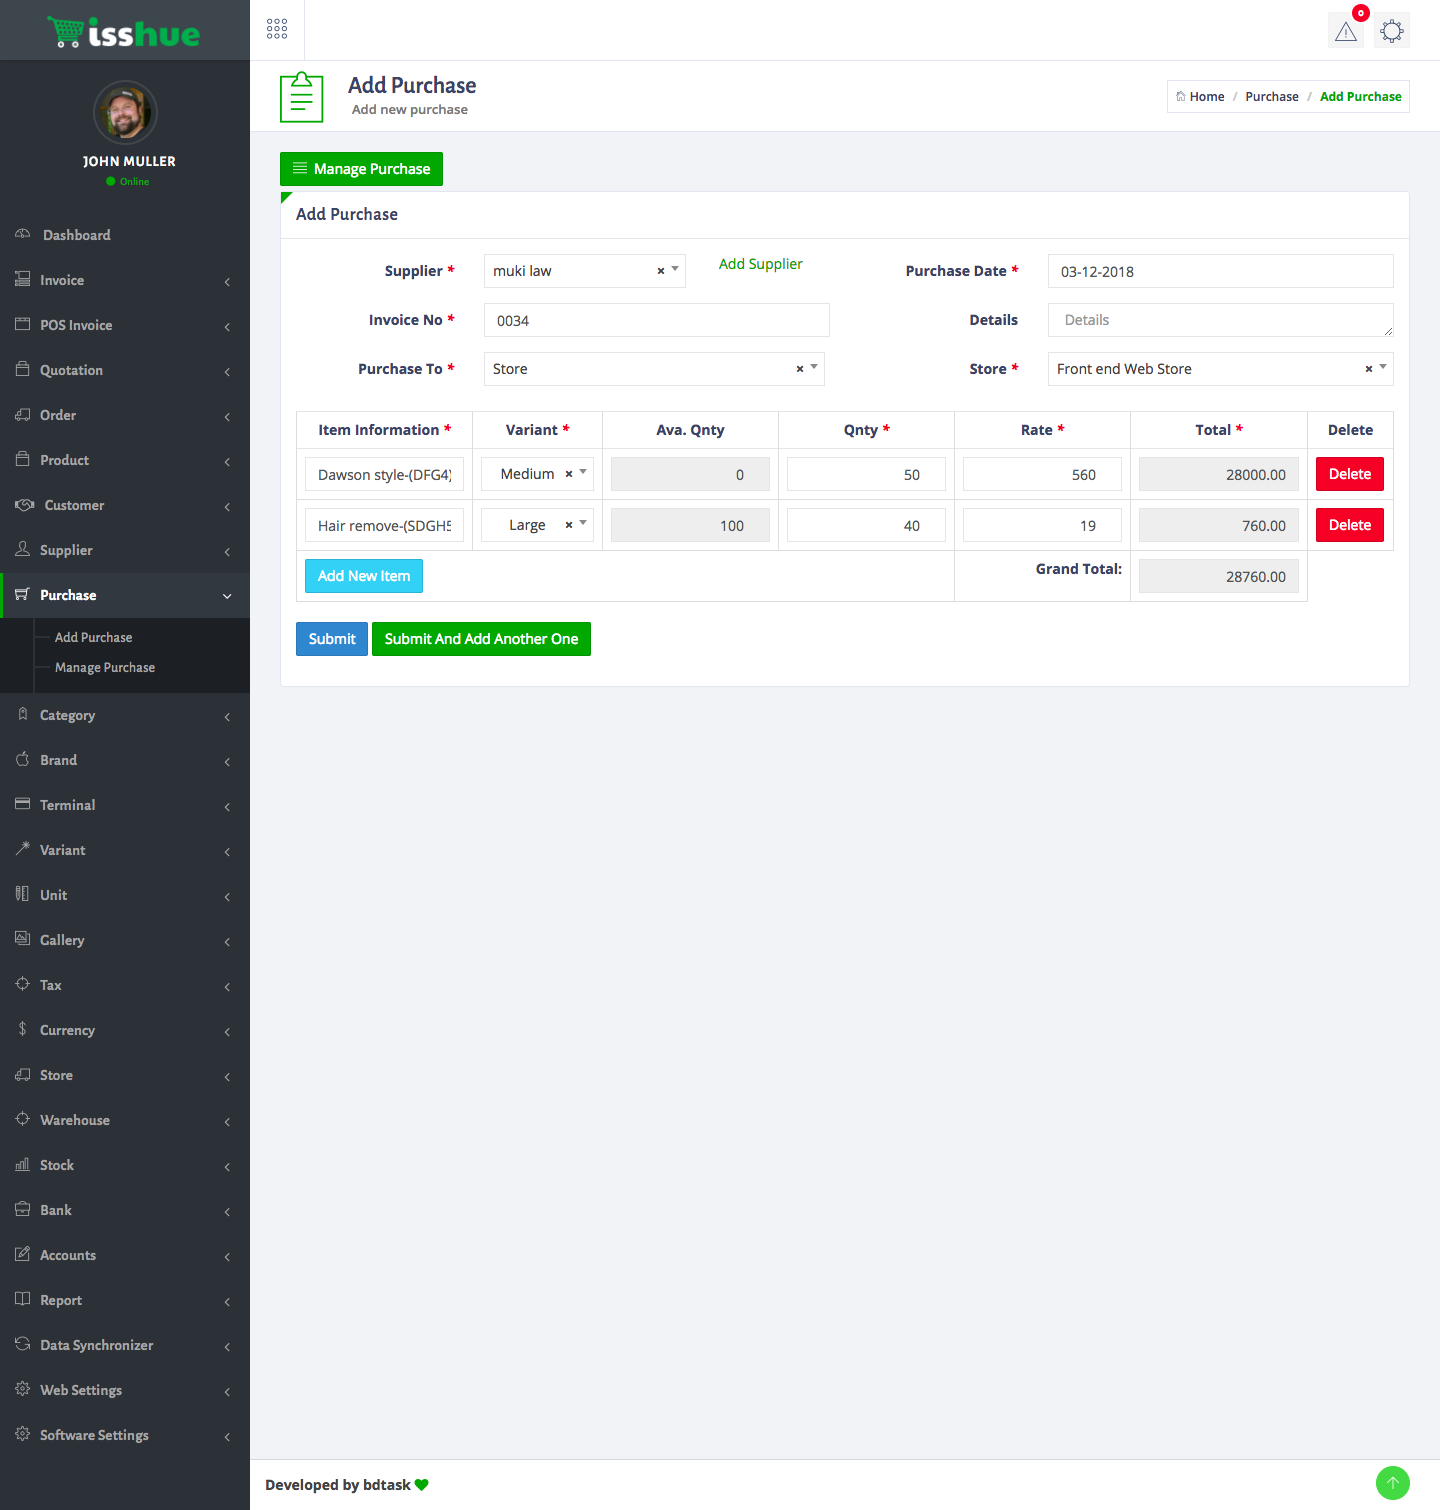 isshue
0
JOHN MULLER
Online
Dashboard
Invoice
POS Invoice
Quotation
Order
Product
Customer
Supplier
Purchase
Add Purchase
Manage Purchase
Category
Brand
Terminal
Variant
Unit
Gallery
Tax
Currency
Store
Warehouse
Stock
Bank
Accounts
Report
Data Synchronizer
Web Settings
Software Settings
Add Purchase
Add new purchase
Home / Purchase / Add Purchase
Manage Purchase
Add Purchase
Supplier * muki law × Add Supplier Purchase Date * 03-12-2018
Invoice No * 0034 Details Details
Purchase To * Store × Store * Front end Web Store ×
Item Information * Variant * Ava. Qnty Qnty * Rate * Total * Delete
Dawson style-(DFG4) Medium × 0 50 560 28000.00 Delete
Hair remove-(SDGH5 Large × 100 40 19 760.00 Delete
Add New Item Grand Total: 28760.00
Submit Submit And Add Another One
Developed by bdtask